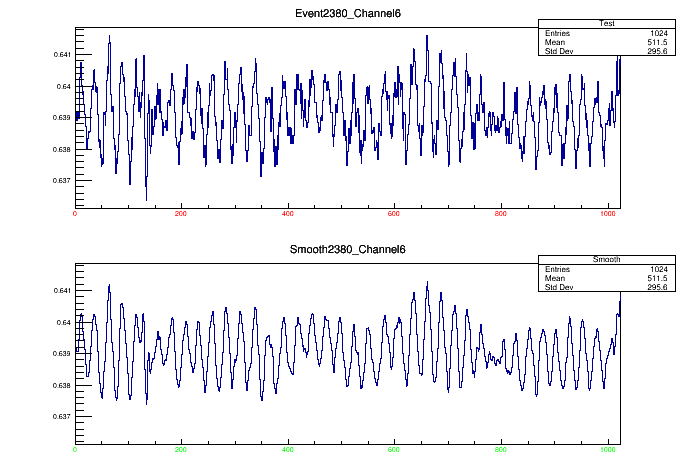 Event2380_Channel6
Test
Entries 1024
Mean 511.5
Std Dev 295.6
0.641
0.64
0.639
0.638
0.637
0 200 400 600 800 1000
Smooth2380_Channel6
Smooth
Entries 1024
Mean 511.5
Std Dev 295.6
0.641
0.64
0.639
0.638
0.637
0 200 400 600 800 1000